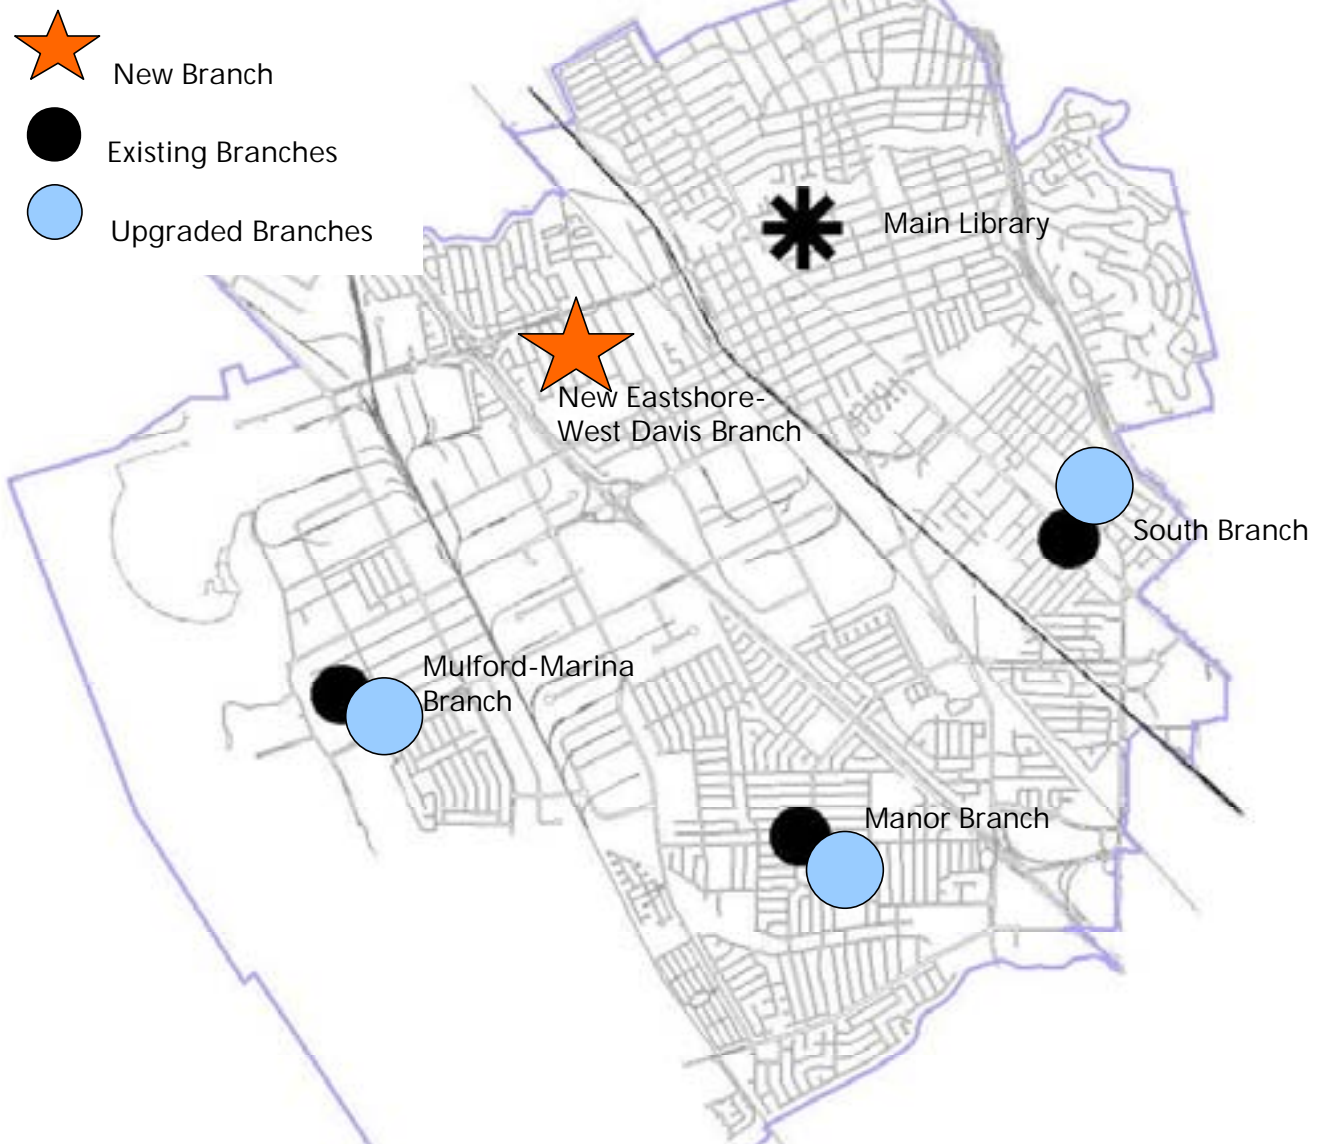 New Branch
Existing Branches
Upgraded Branches
Main Library
New Eastshore-
West Davis Branch
South Branch
Mulford-Marina
Branch
Manor Branch